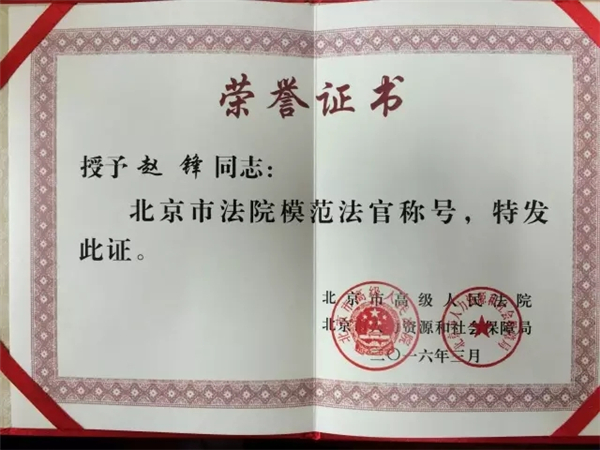 荣誉证书
授予赵锋同志：
北京市法院模范法官称号，特发
此证。
北京市高级人民法院
北京市人力资源和社会保障局
二〇一六年三月